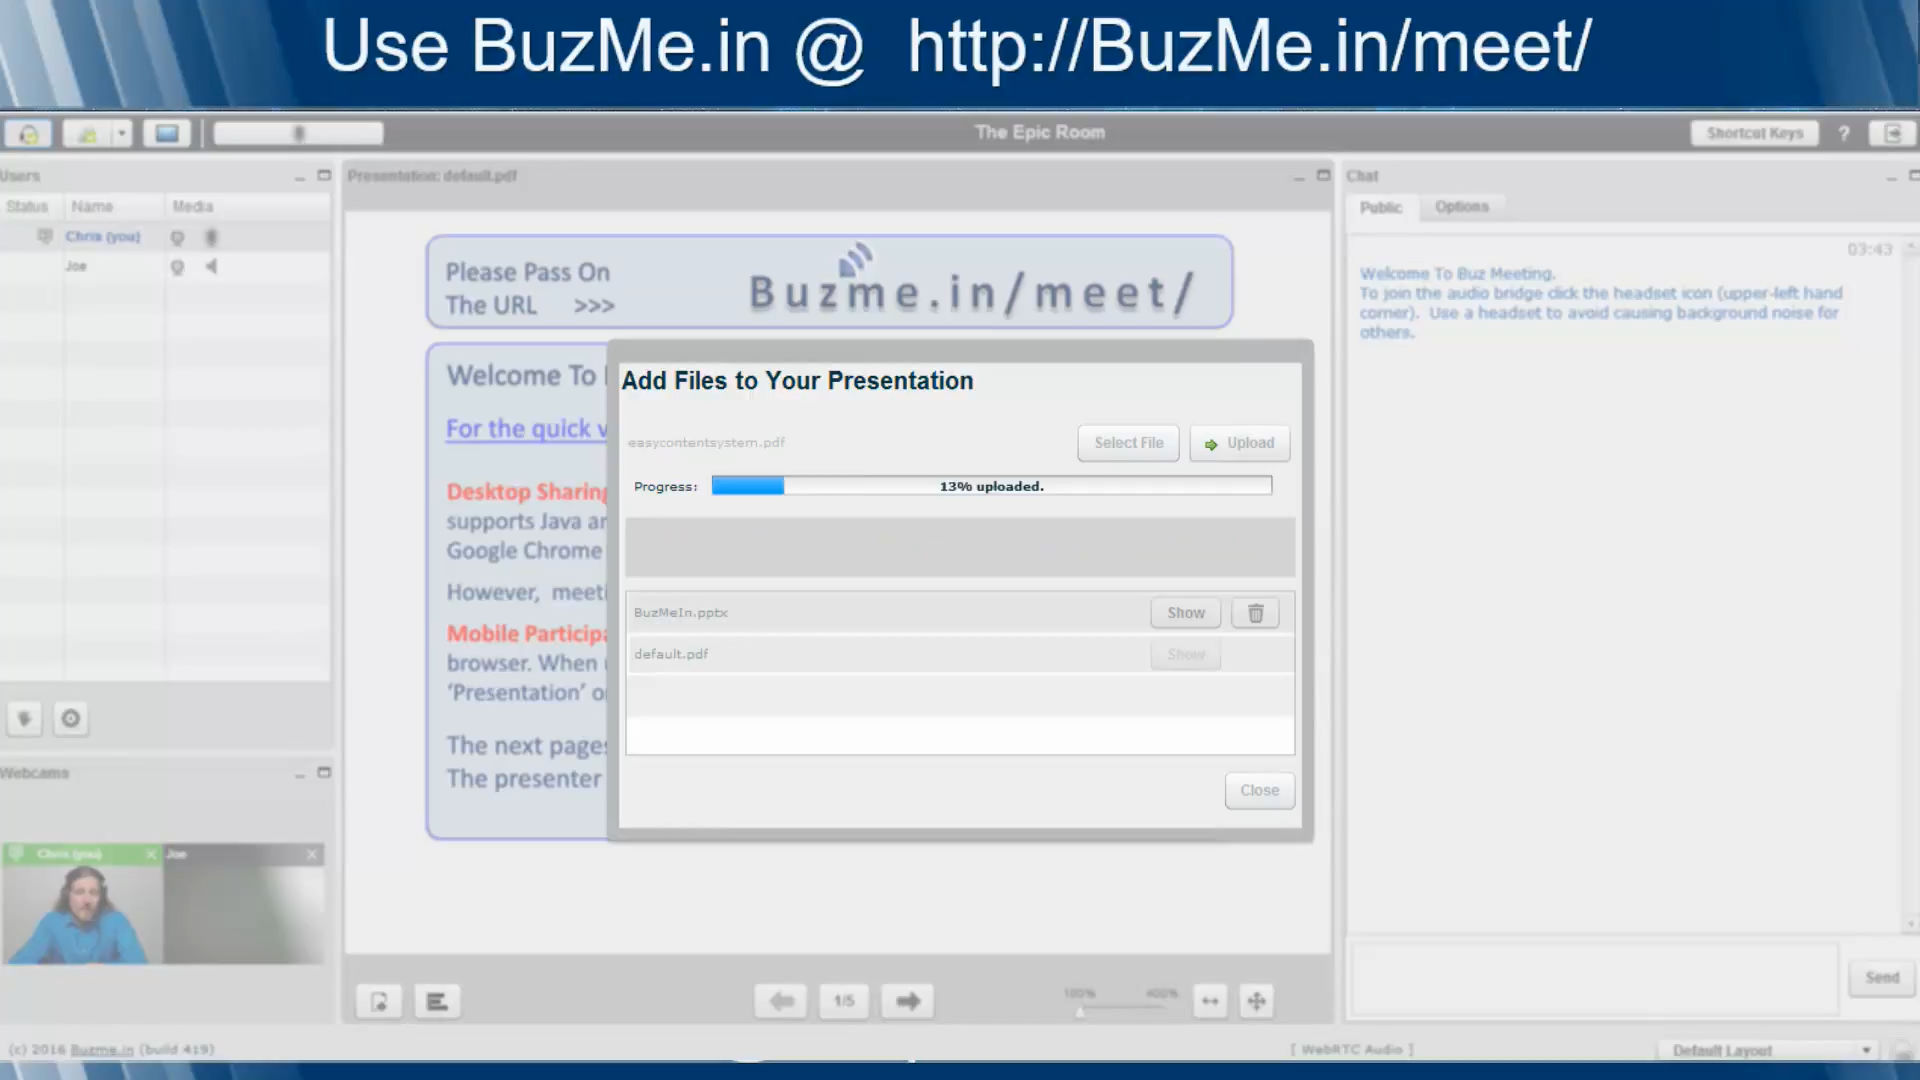 Use BuzMe.in @ http://BuzMe.in/meet/
The Epic Room
Shortcut Keys
?
Users
Status Name Media
Chris (you)
Joe
Webcams
Chris (you)
Joe
Presentation: default.pdf
Please Pass On
The URL >>>
Buzme.in/meet/
Welcome To
For the quick v
Desktop Sharing
supports Java an
Google Chrome
However, meeti
Mobile Participa
browser. When
'Presentation' o
The next pages
The presenter
Add Files to Your Presentation
easycontentsystem.pdf
Select File
Upload
Progress:
13% uploaded.
BuzMeIn.pptx
Show
default.pdf
Show
Close
1/5
100% 400%
Chat
Public
Options
03:43
Welcome To Buz Meeting.
To join the audio bridge click the headset icon (upper-left hand
corner). Use a headset to avoid causing background noise for
others.
Send
(c) 2016 Buzme.in (build 419)
[ WebRTC Audio ]
Default Layout